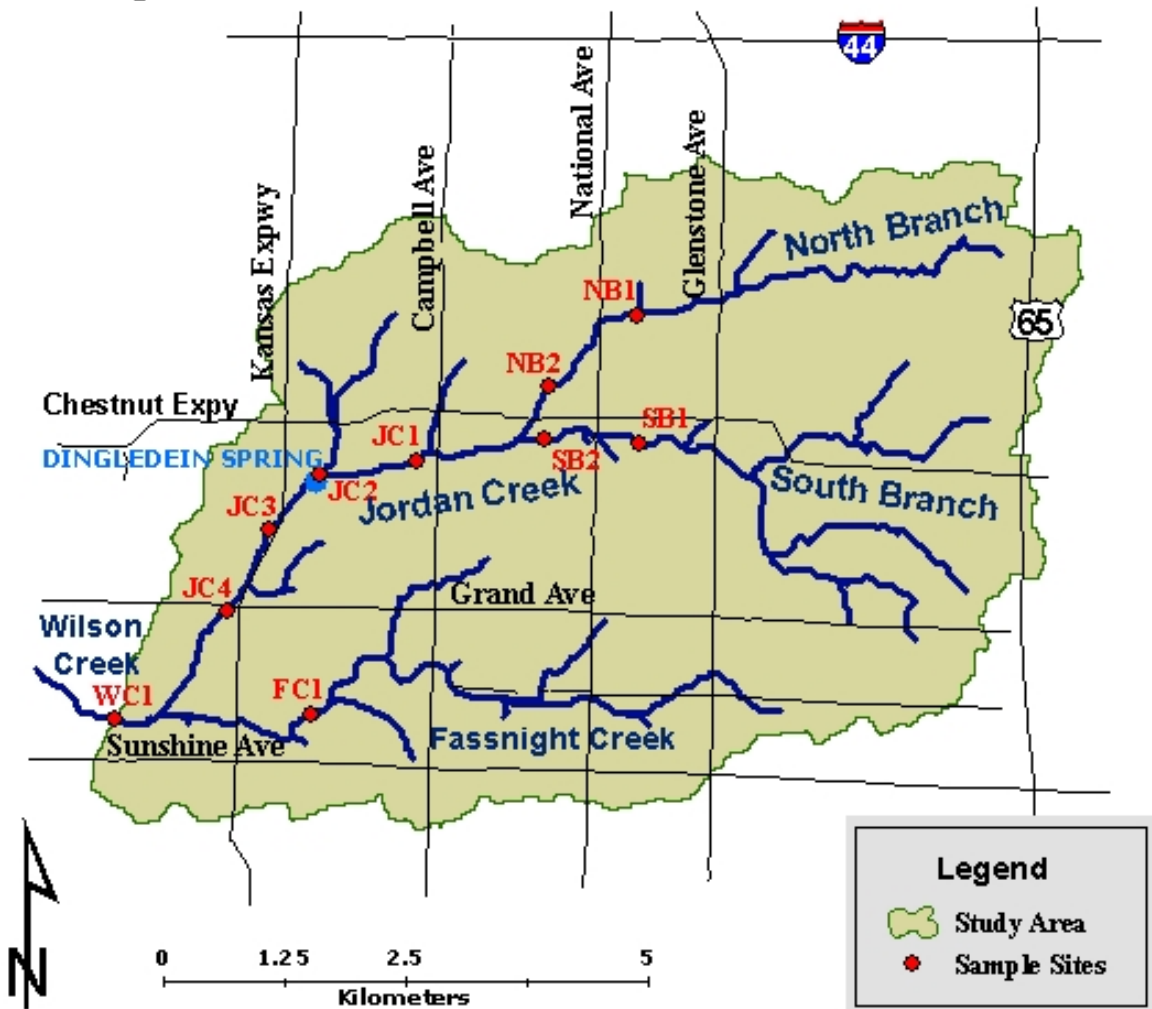 44
National Ave
Glenstone Ave
Campbell Ave
Kansas Expwy
North Branch
NB1
65
NB2
Chestnut Expy
SB1
JC1
SB2
DINGLEDEIN SPRING
JC2
Jordan Creek
South Branch
JC3
JC4
Grand Ave
Wilson
Creek
WC1
FC1
Sunshine Ave
Fassnight Creek
Legend
Study Area
Sample Sites
N
0 1.25 2.5 5
Kilometers